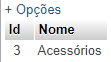 + Opções
Id Nome
3 Acessórios